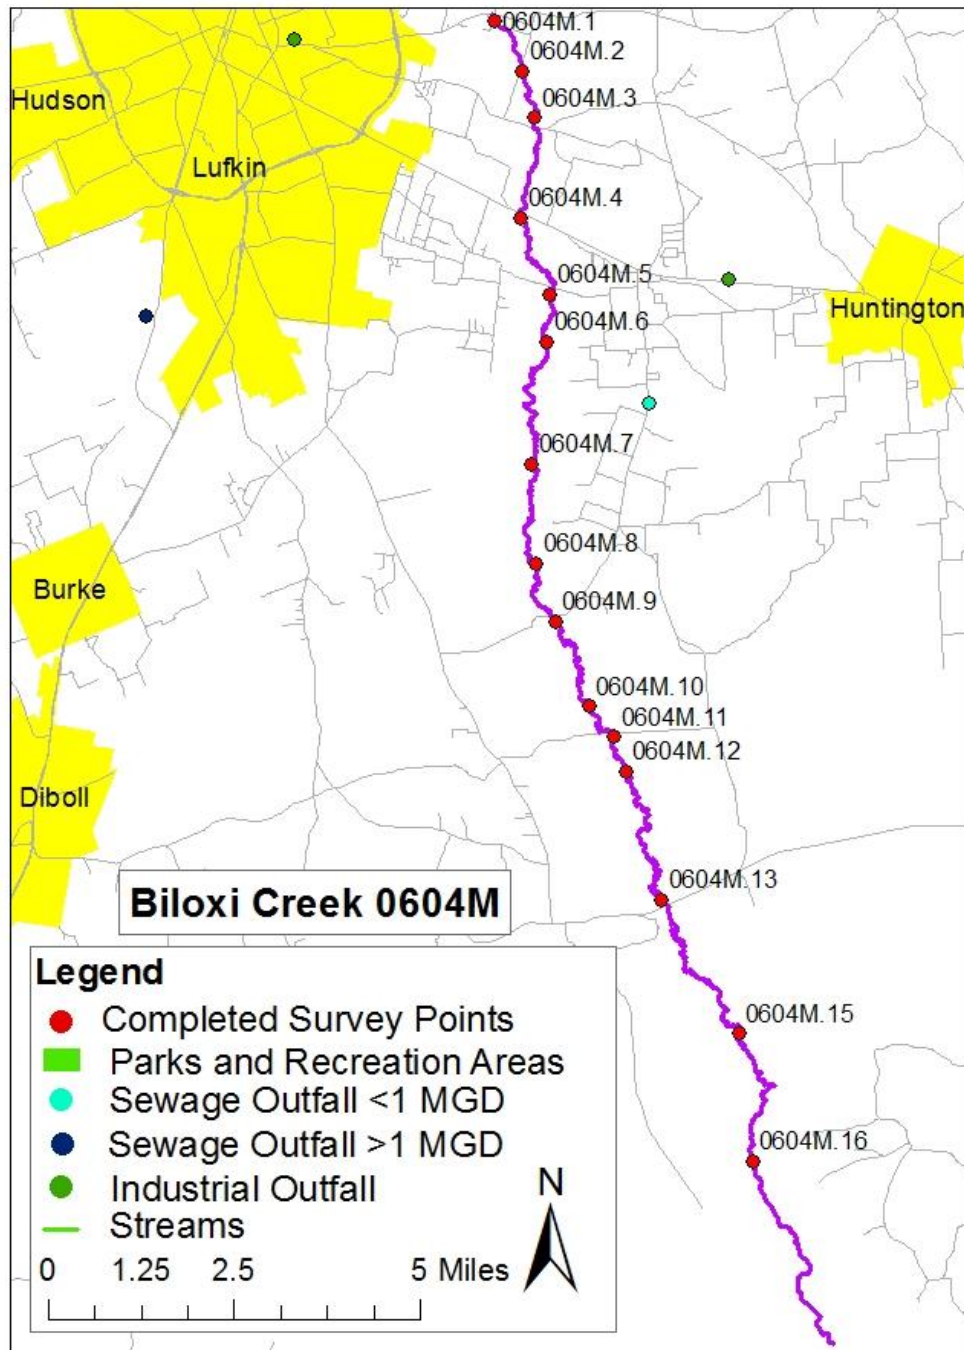 0604M.1
0604M.2
Hudson
0604M.3
Lufkin
0604M.4
0604M.5
Huntington
0604M.6
0604M.7
0604M.8
Burke
0604M.9
0604M.10
0604M.11
0604M.12
Diboll
0604M.13
Biloxi Creek 0604M
Legend
Completed Survey Points
0604M.15
Parks and Recreation Areas
Sewage Outfall <1 MGD
Sewage Outfall >1 MGD
0604M.16
Industrial Outfall
N
Streams
0 1.25 2.5 5 Miles